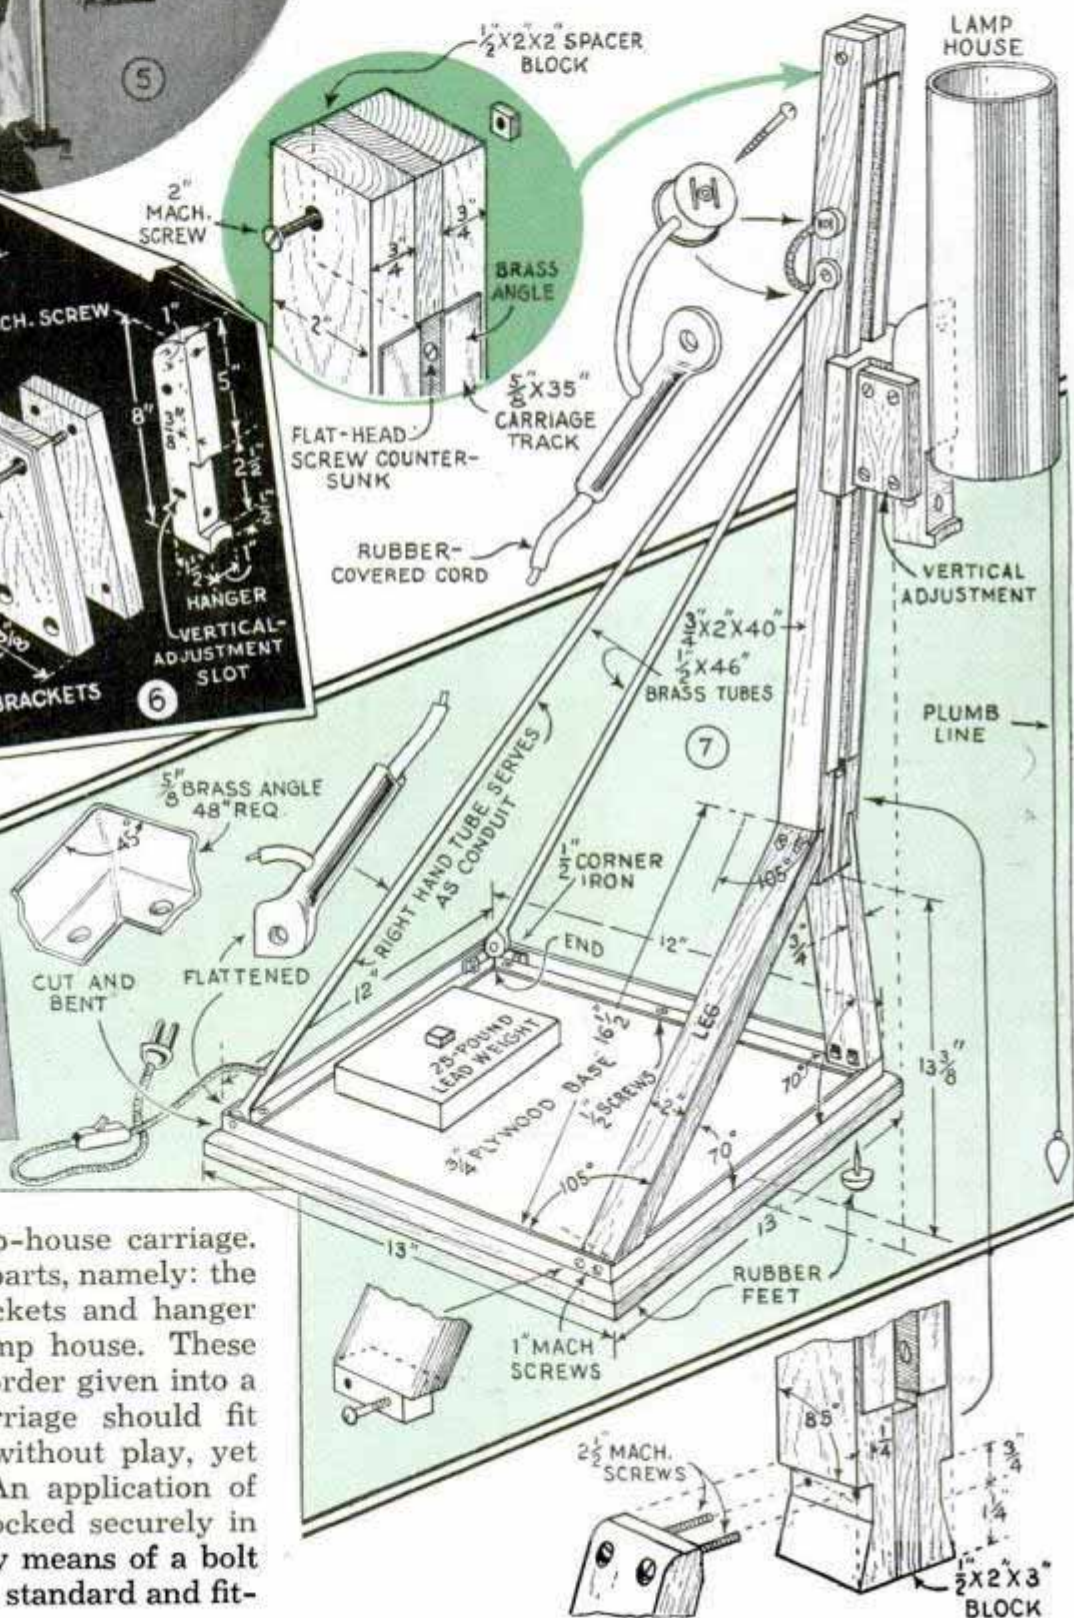 5
1/2"X2"X2" SPACER
BLOCK
LAMP
HOUSE
2"
MACH.
SCREW
3/4"
3/4"
2"
BRASS
ANGLE
5/8"X35"
CARRIAGE
TRACK
FLAT-HEAD
SCREW COUNTER-
SUNK
RUBBER-
COVERED CORD
CH. SCREW
1"
5"
8"
1"
HANGER
VERTICAL-
ADJUSTMENT
SLOT
BRACKETS
6
VERTICAL
ADJUSTMENT
3/4"X2"X40"
1/2"X46"
BRASS TUBES
7
PLUMB
LINE
5/8" BRASS ANGLE
48" REQ.
45°
RIGHT HAND TUBE SERVES
AS CONDUIT
1/2" CORNER
IRON
105°
END
12"
3/4"
CUT AND
BENT
FLATTENED
12"
LEG
25-POUND
LEAD WEIGHT
16 1/2"
1 1/2" SCREWS
3/4" PLYWOOD BASE
2"
70°
13 3/8"
70°
105°
13"
13"
RUBBER
FEET
1" MACH
SCREWS
85°
1/4"
3/4"
1/4"
2 1/2" MACH.
SCREWS
1/2"X2"X3"
BLOCK
p-house carriage.
parts, namely: the
ckets and hanger
mp house. These
order given into a
rriage should fit
without play, yet
An application of
ocked securely in
y means of a bolt
standard and fit-